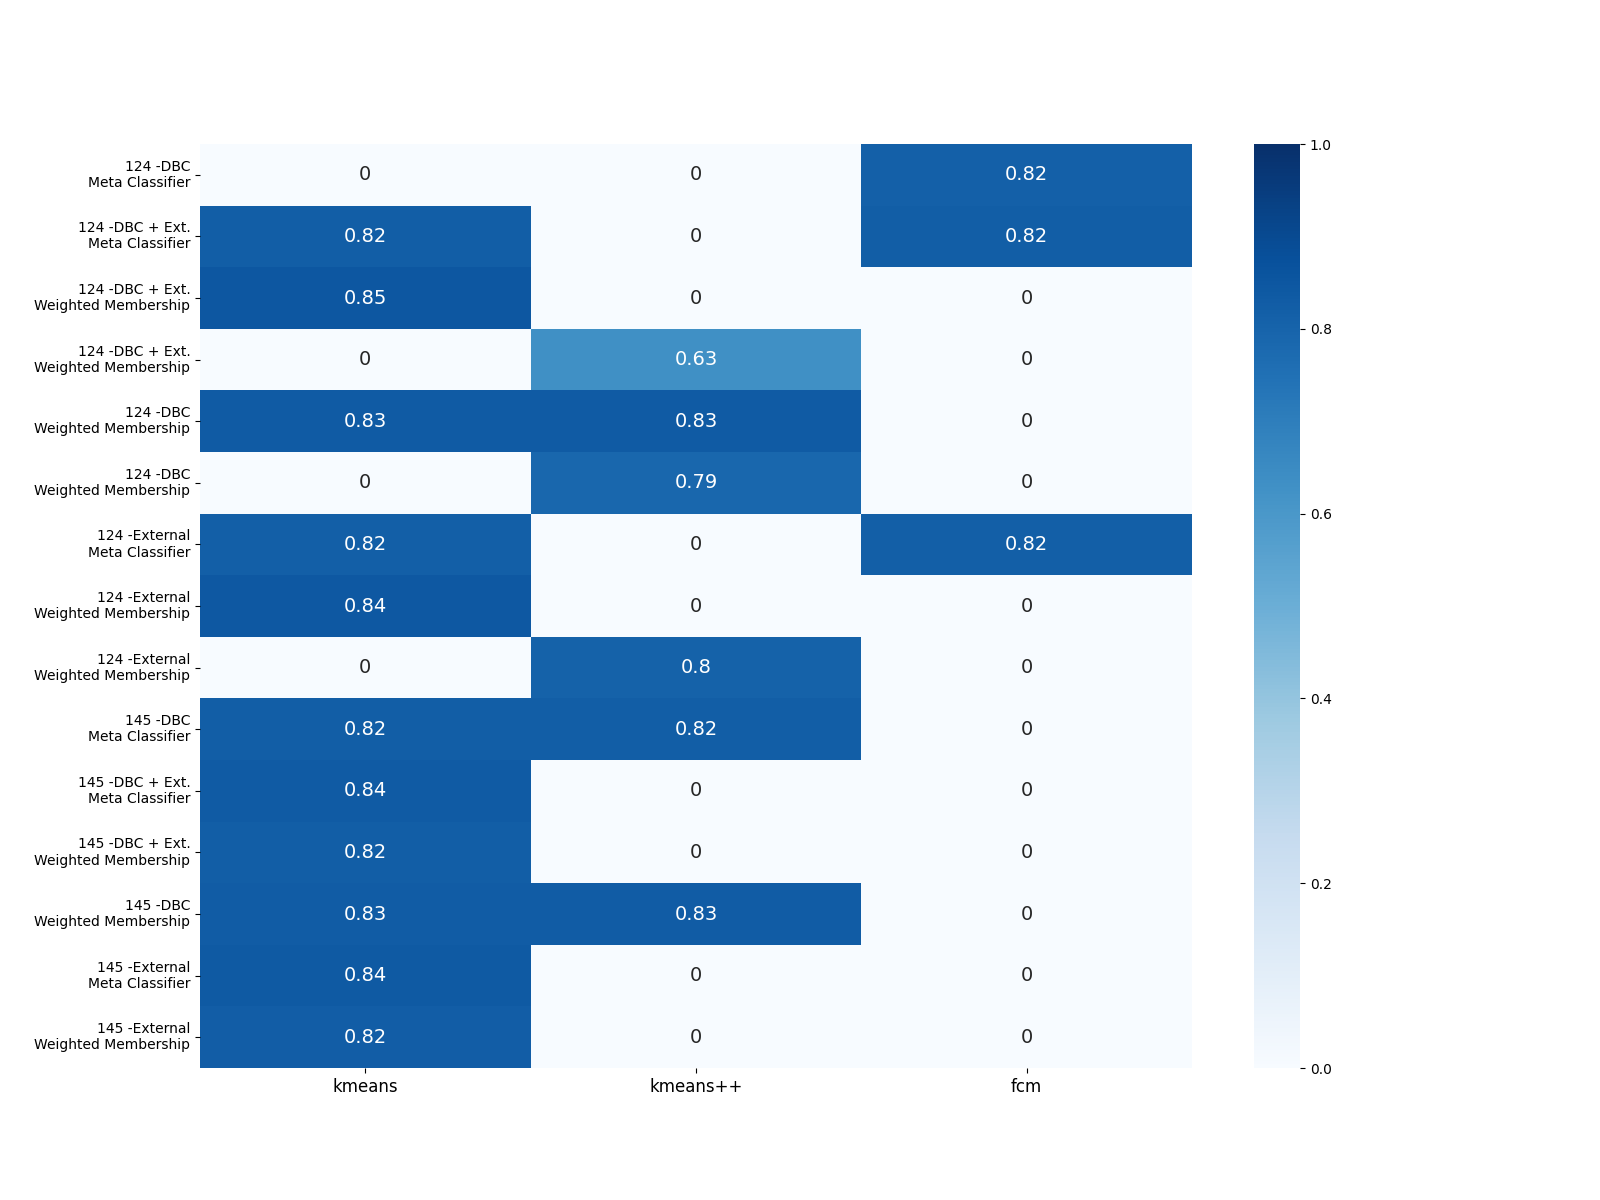 124 -DBC
Meta Classifier
0
0
0.82
124 -DBC + Ext.
Meta Classifier
0.82
0
0.82
124 -DBC + Ext.
Weighted Membership
0.85
0
0
124 -DBC + Ext.
Weighted Membership
0
0.63
0
124 -DBC
Weighted Membership
0.83
0.83
0
124 -DBC
Weighted Membership
0
0.79
0
124 -External
Meta Classifier
0.82
0
0.82
124 -External
Weighted Membership
0.84
0
0
124 -External
Weighted Membership
0
0.8
0
145 -DBC
Meta Classifier
0.82
0.82
0
145 -DBC + Ext.
Meta Classifier
0.84
0
0
145 -DBC + Ext.
Weighted Membership
0.82
0
0
145 -DBC
Weighted Membership
0.83
0.83
0
145 -External
Meta Classifier
0.84
0
0
145 -External
Weighted Membership
0.82
0
0
kmeans
kmeans++
fcm
1.0
0.8
0.6
0.4
0.2
0.0